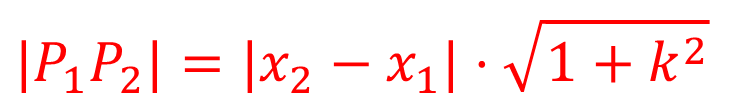 |P₁P₂| = |x₂ − x₁| · √(1 + k²)